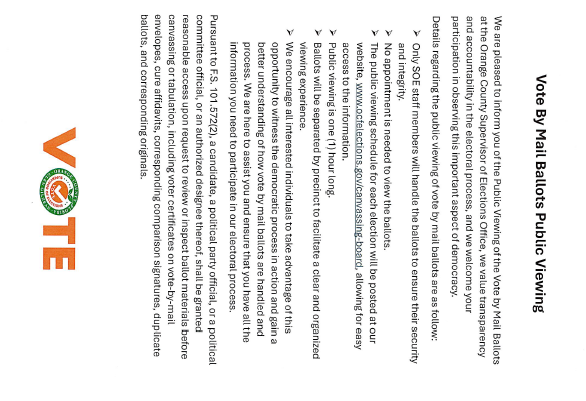 Vote By Mail Ballots Public Viewing
We are pleased to inform you of the Public Viewing of the Vote by Mail Ballots
at the Orange County Supervisor of Elections Office, we value transparency
and accountability in the electoral process, and we welcome your
participation in observing this important aspect of democracy.
Details regarding the public viewing of vote by mail ballots are as follow:
➤ Only SOE staff members will handle the ballots to ensure their security
and integrity.
➤ No appointment is needed to view the ballots.
➤ The public viewing schedule for each election will be posted at our
website, www.ocfelections.gov/canvassing-board, allowing for easy
access to the information.
➤ Public viewing is one (1) hour long.
➤ Ballots will be separated by precinct to facilitate a clear and organized
viewing experience.
➤ We encourage all interested individuals to take advantage of this
opportunity to witness the democratic process in action and gain a
better understanding of how vote by mail ballots are handled and
process. We are here to assist you and ensure that you have all the
information you need to participate in our electoral process.
Pursuant to F.S. 101.572(2), a candidate, a political party official, or a political
committee official, or an authorized designee thereof, shall be granted
reasonable access upon request to review or inspect ballot materials before
canvassing or tabulation, including voter certificates on vote-by-mail
envelopes, cure affidavits, corresponding comparison signatures, duplicate
ballots, and corresponding originals.
VOTE